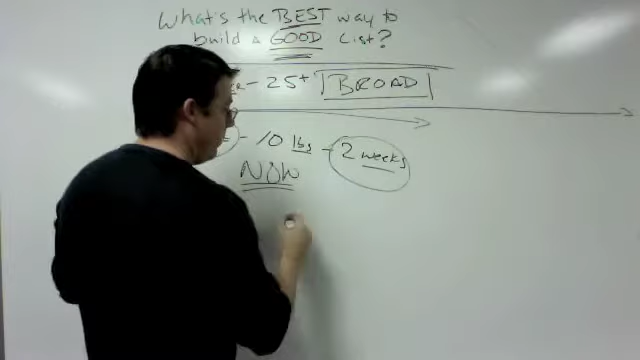 What's the BEST way to
build a GOOD List?
- 25+ BROAD
- 10 lbs - 2 weeks
NOW